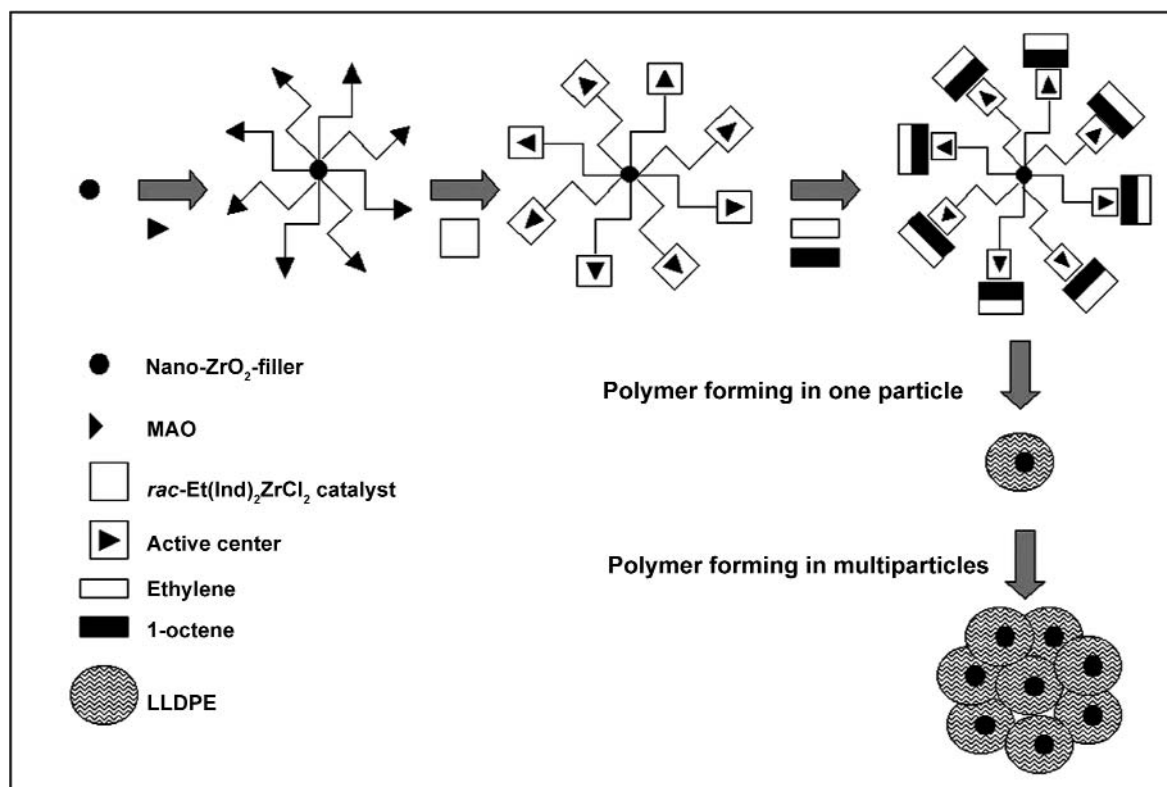 Nano-ZrO₂-filler
MAO
rac-Et(Ind)₂ZrCl₂ catalyst
Active center
Ethylene
1-octene
LLDPE
Polymer forming in one particle
Polymer forming in multiparticles